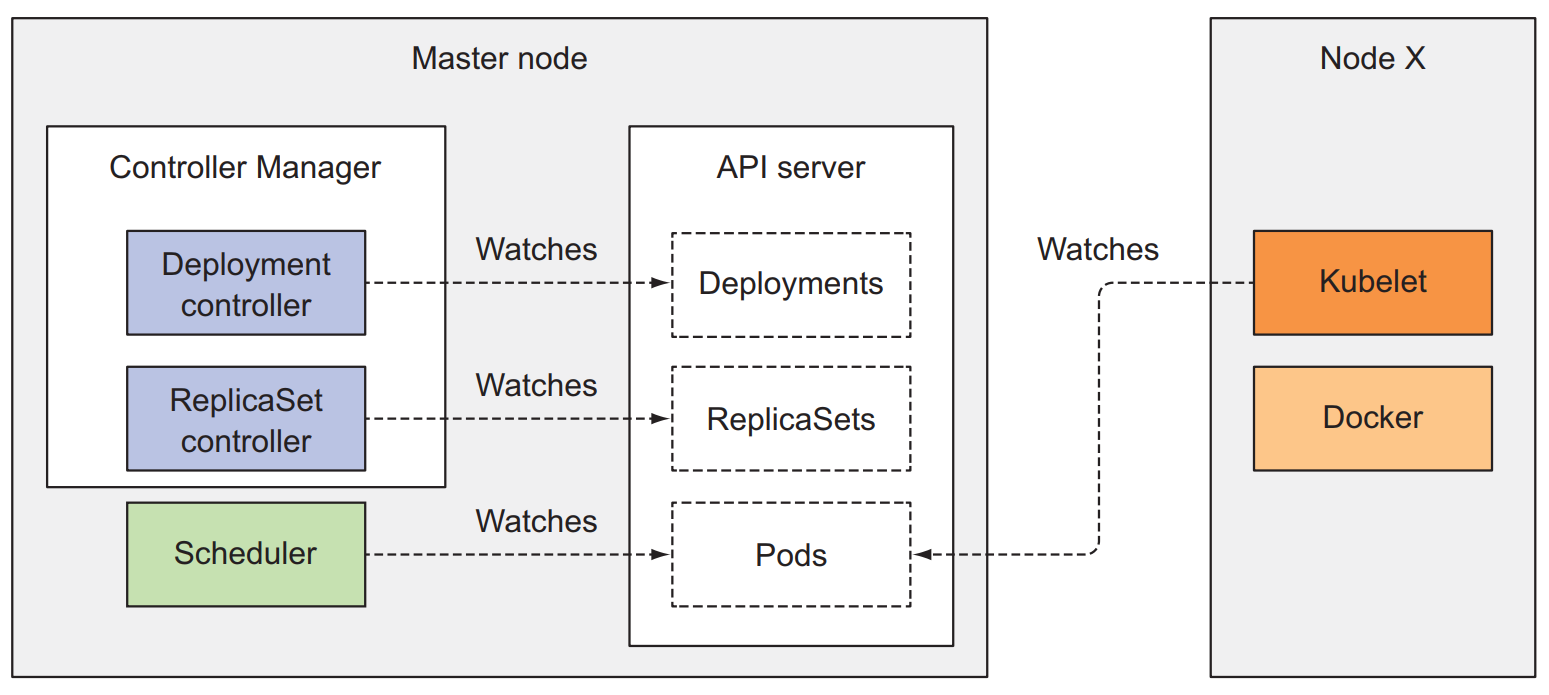 Master node
Controller Manager
Deployment
controller
ReplicaSet
controller
Scheduler
Watches
Watches
Watches
API server
Deployments
ReplicaSets
Pods
Watches
Node X
Kubelet
Docker